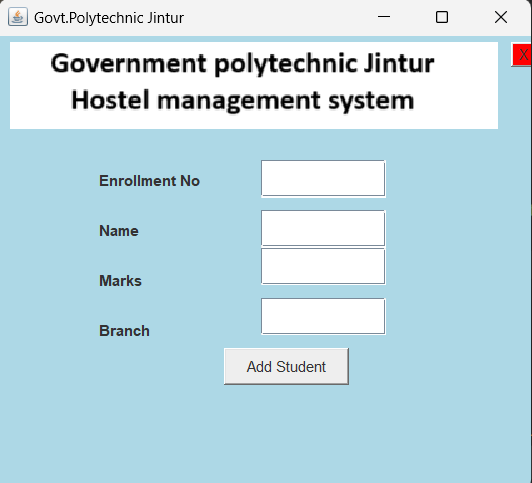 Govt.Polytechnic Jintur
Government polytechnic Jintur
Hostel management system
X
Enrollment No
Name
Marks
Branch
Add Student